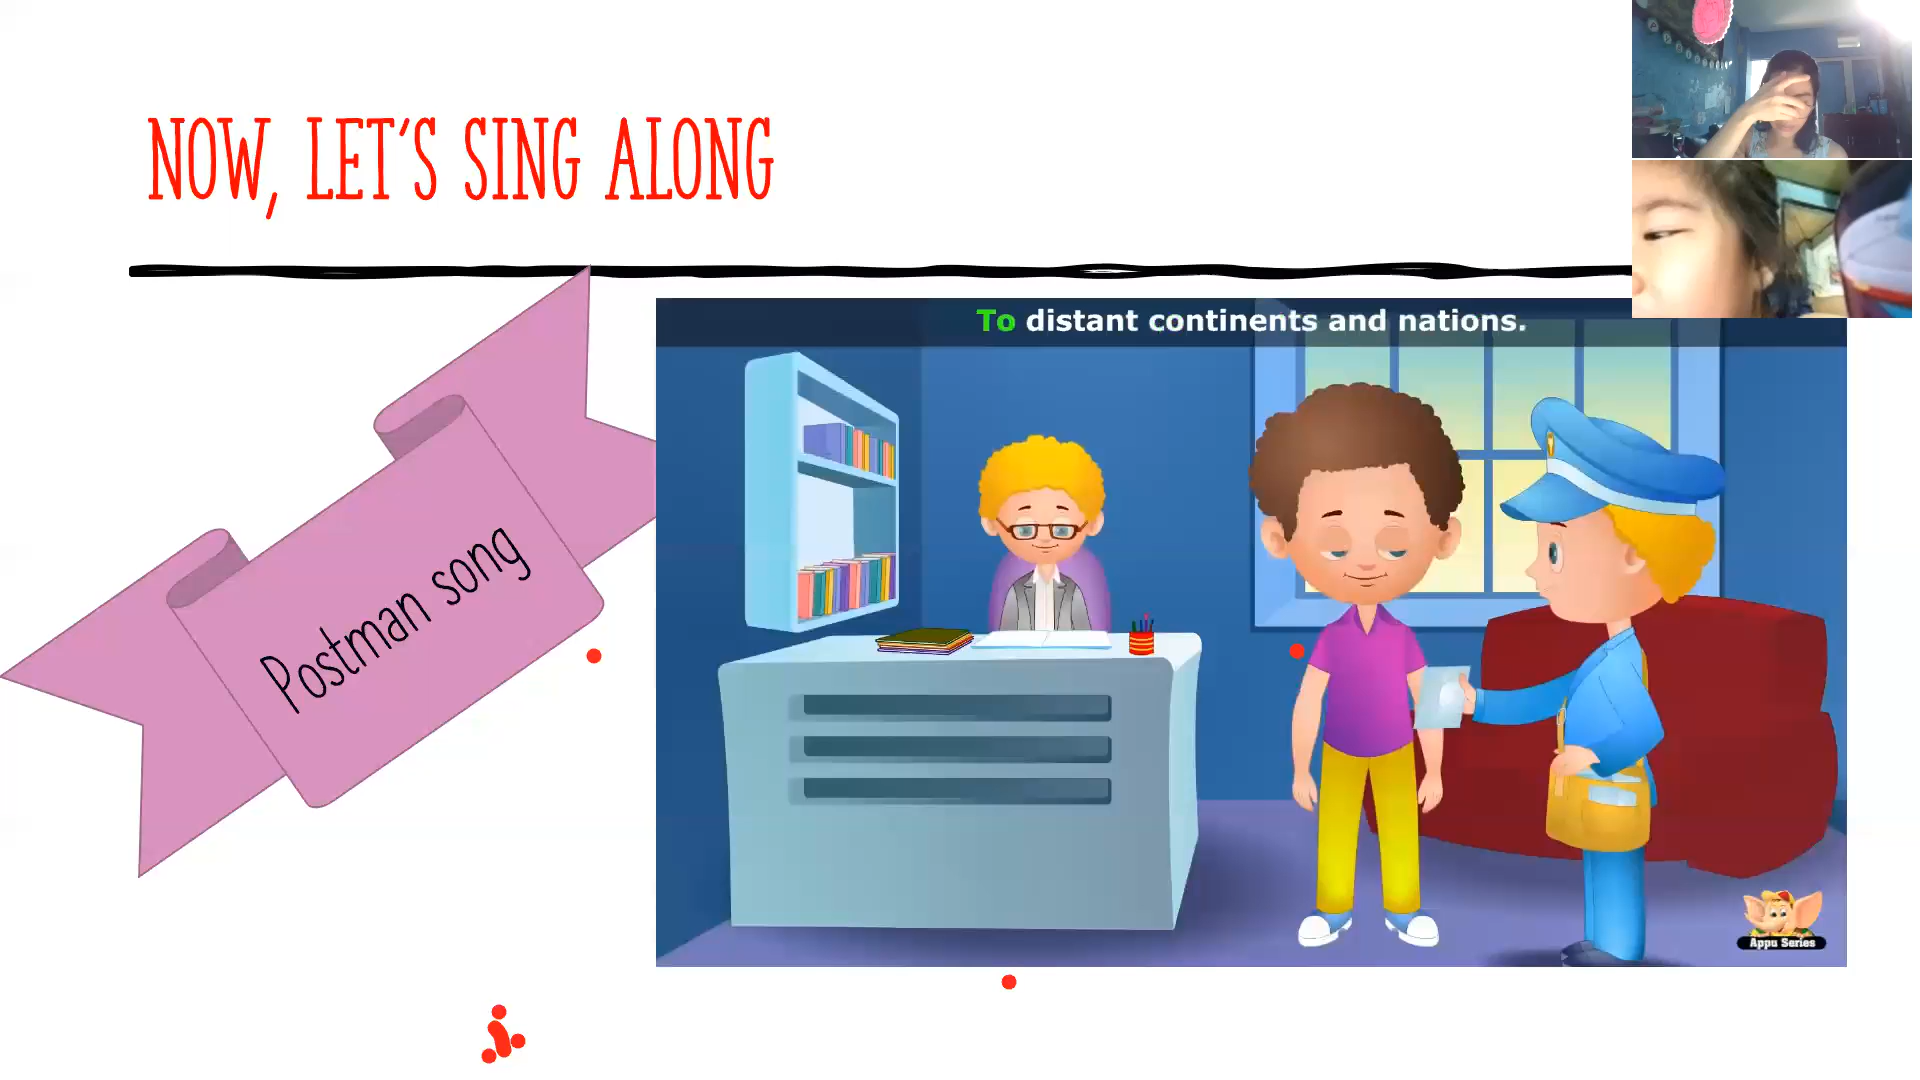 NOW, LET'S SING ALONG
To distant continents and nations.
Postman song
Appu Series